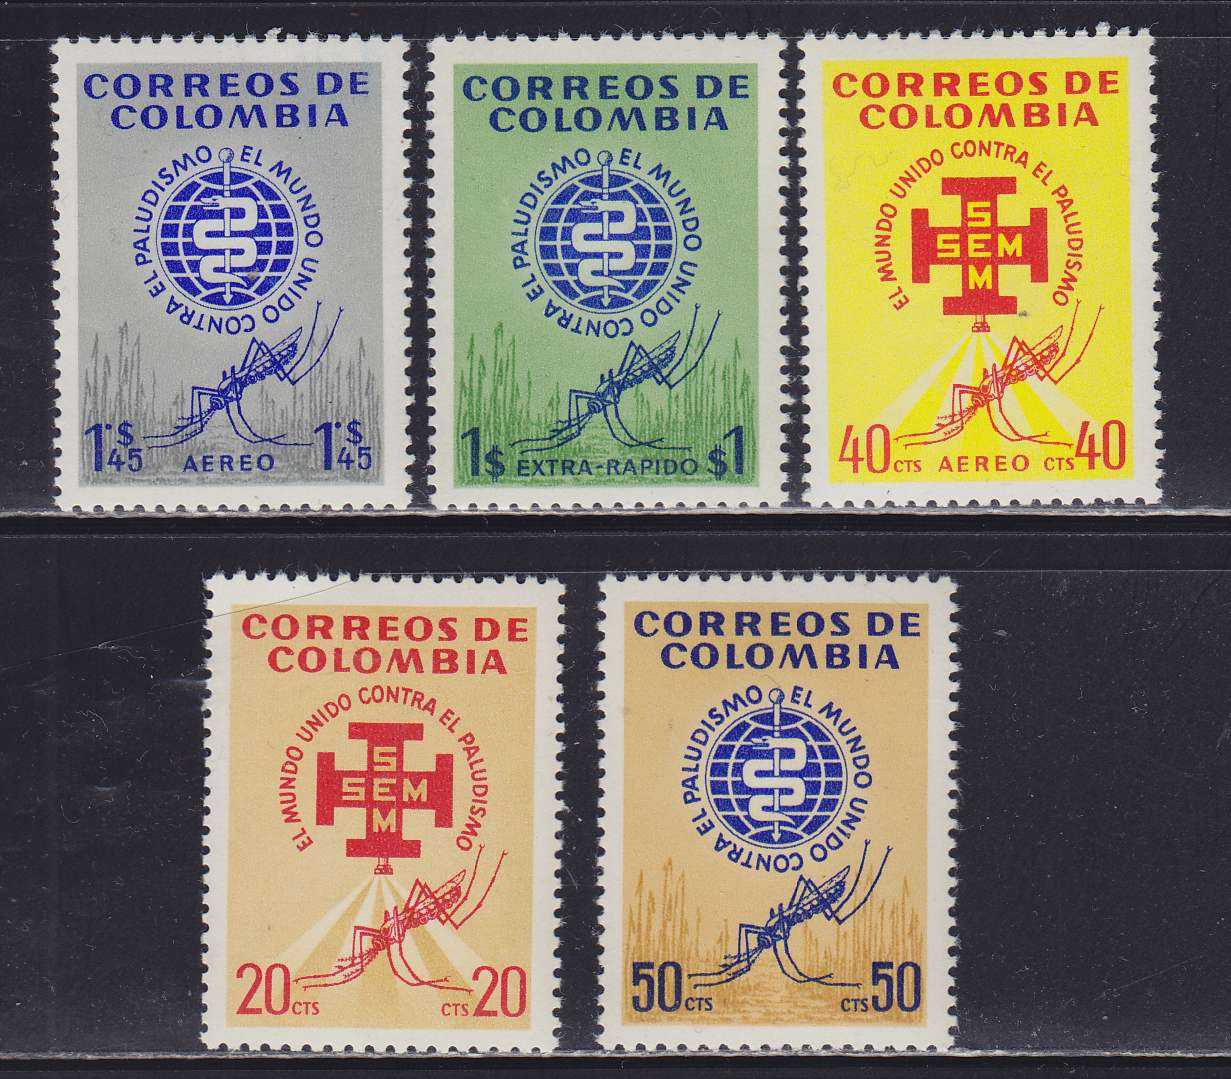 CORREOS DE
COLOMBIA
EL MUNDO UNIDO CONTRA EL PALUDISMO
1.$
45
AEREO
1.$
45
CORREOS DE
COLOMBIA
EL MUNDO UNIDO CONTRA EL PALUDISMO
1$ EXTRA-RAPIDO $1
CORREOS DE
COLOMBIA
EL MUNDO UNIDO CONTRA EL PALUDISMO
S
SEM
M
40 CTS AEREO CTS 40
CORREOS DE
COLOMBIA
EL MUNDO UNIDO CONTRA EL PALUDISMO
S
SEM
M
20 CTS CTS 20
CORREOS DE
COLOMBIA
EL MUNDO UNIDO CONTRA EL PALUDISMO
50 CTS CTS 50